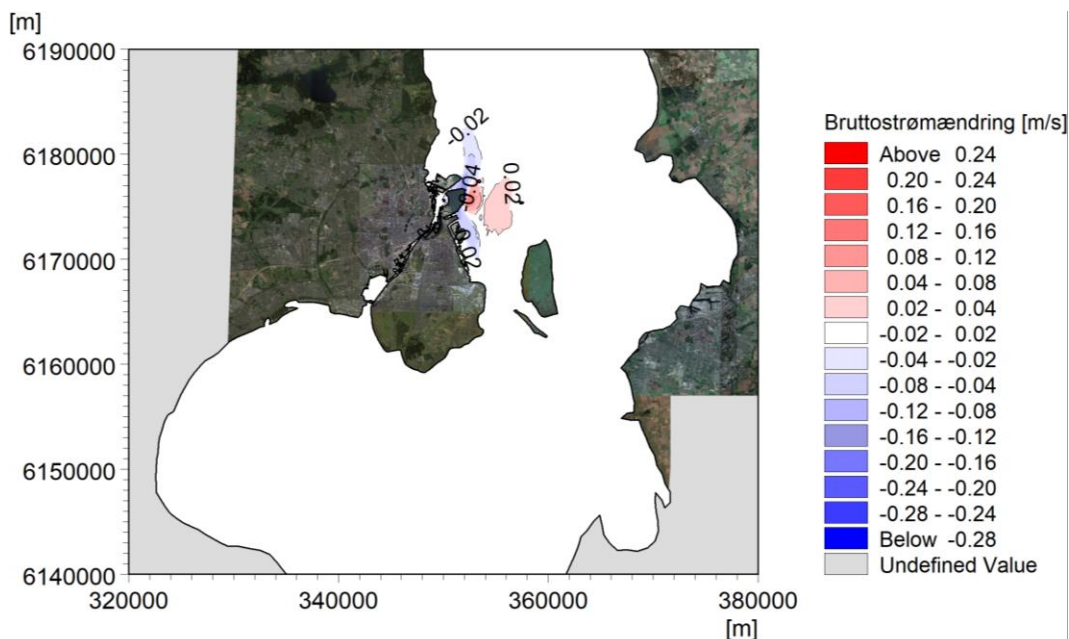 [m]
6190000
6180000
6170000
6160000
6150000
6140000
320000 340000 360000 380000
[m]
-0.02
-0.04
0.02
-0.02
Bruttostrømændring [m/s]
Above 0.24
0.20 - 0.24
0.16 - 0.20
0.12 - 0.16
0.08 - 0.12
0.04 - 0.08
0.02 - 0.04
-0.02 - 0.02
-0.04 - -0.02
-0.08 - -0.04
-0.12 - -0.08
-0.16 - -0.12
-0.20 - -0.16
-0.24 - -0.20
-0.28 - -0.24
Below -0.28
Undefined Value